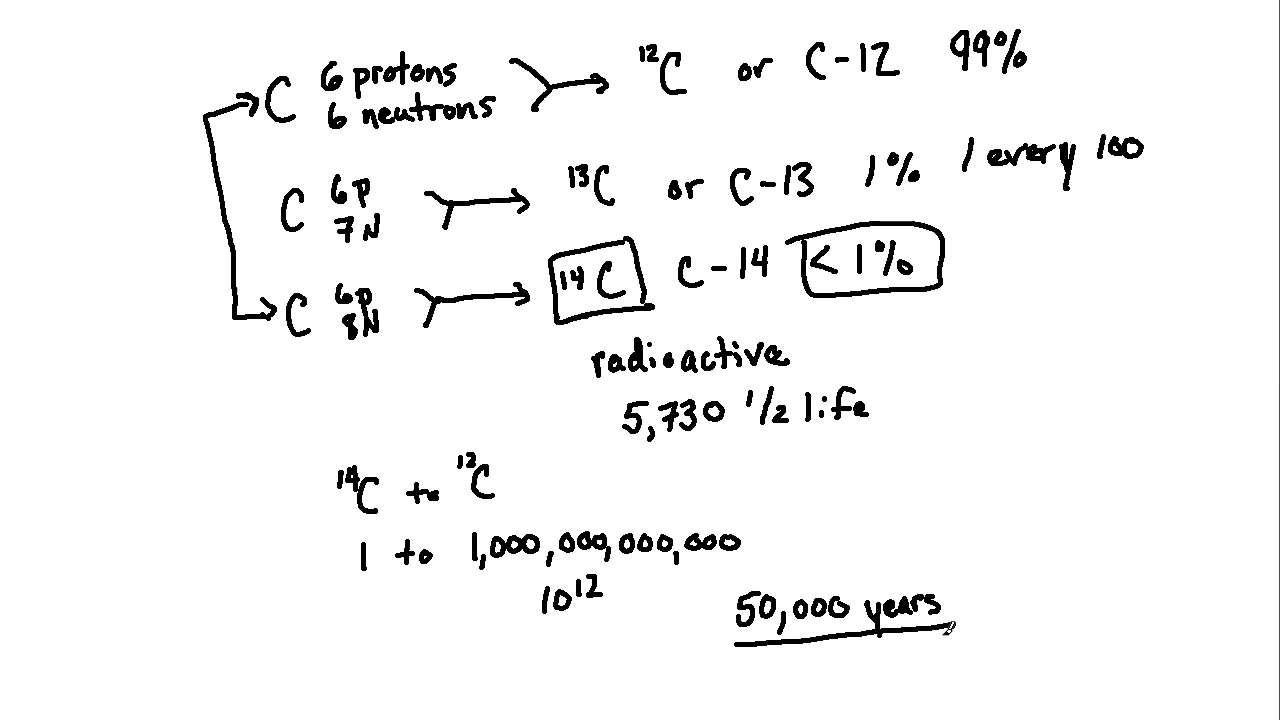 C 6 protons 6 neutrons ¹²C or C-12 99%
C 6p 7N ¹³C or C-13 1% 1 every 100
C 6p 8N ¹⁴C C-14 < 1%
radioactive
5,730 1/2 life
¹⁴C to ¹²C
1 to 1,000,000,000,000
10¹²
50,000 years